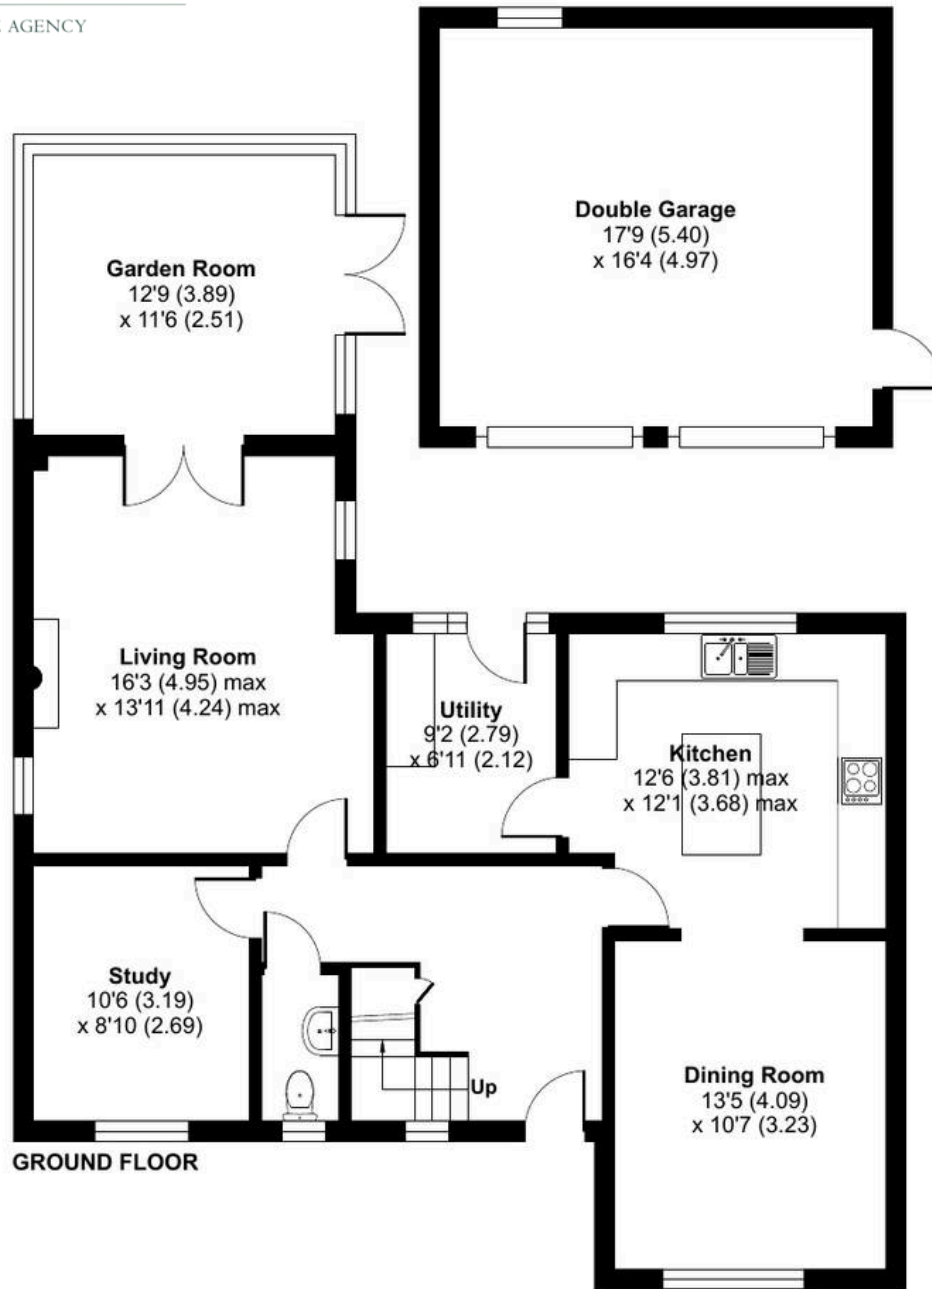 AGENCY
Double Garage
17'9 (5.40)
x 16'4 (4.97)
Garden Room
12'9 (3.89)
x 11'6 (2.51)
Living Room
16'3 (4.95) max
x 13'11 (4.24) max
Utility
9'2 (2.79)
x 6'11 (2.12)
Kitchen
12'6 (3.81) max
x 12'1 (3.68) max
Study
10'6 (3.19)
x 8'10 (2.69)
Up
Dining Room
13'5 (4.09)
x 10'7 (3.23)
GROUND FLOOR